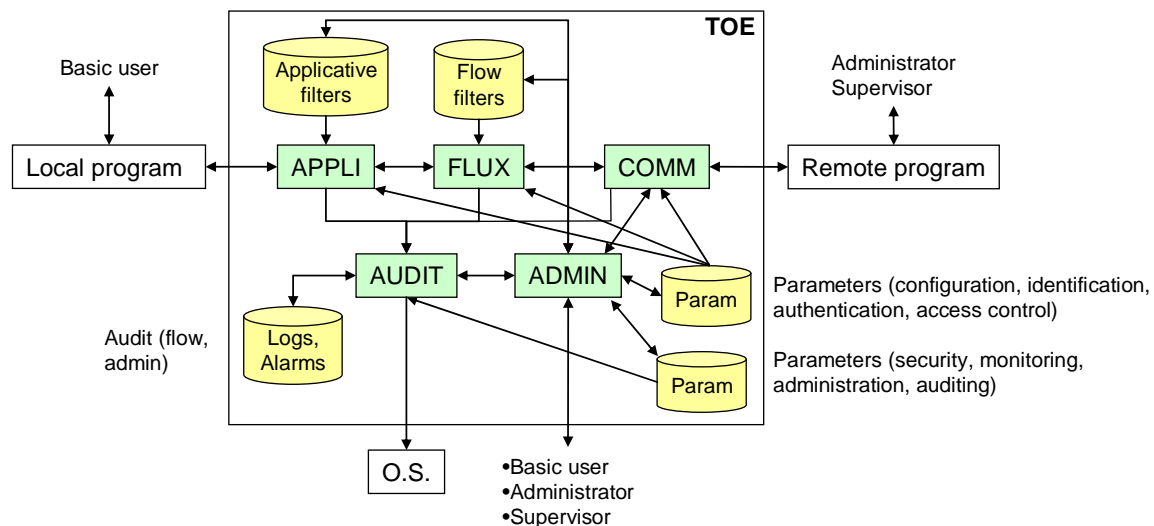 TOE
Basic user
Applicative
filters
Flow
filters
Administrator
Supervisor
Local program
APPLI
FLUX
COMM
Remote program
AUDIT
ADMIN
Param
Parameters (configuration, identification,
authentication, access control)
Audit (flow,
admin)
Logs,
Alarms
Param
Parameters (security, monitoring,
administration, auditing)
O.S.
•Basic user
•Administrator
•Supervisor